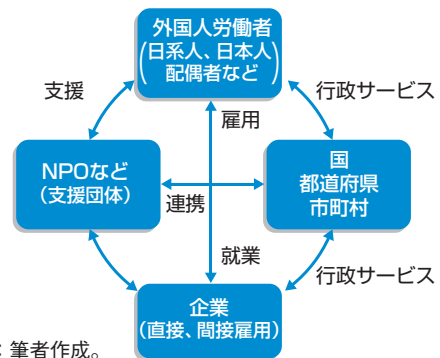 外国人労働者
(日系人、日本人
配偶者など)
支援
行政サービス
雇用
NPOなど
(支援団体)
国
都道府県
市町村
連携
就業
行政サービス
企業
(直接、間接雇用)
:筆者作成。